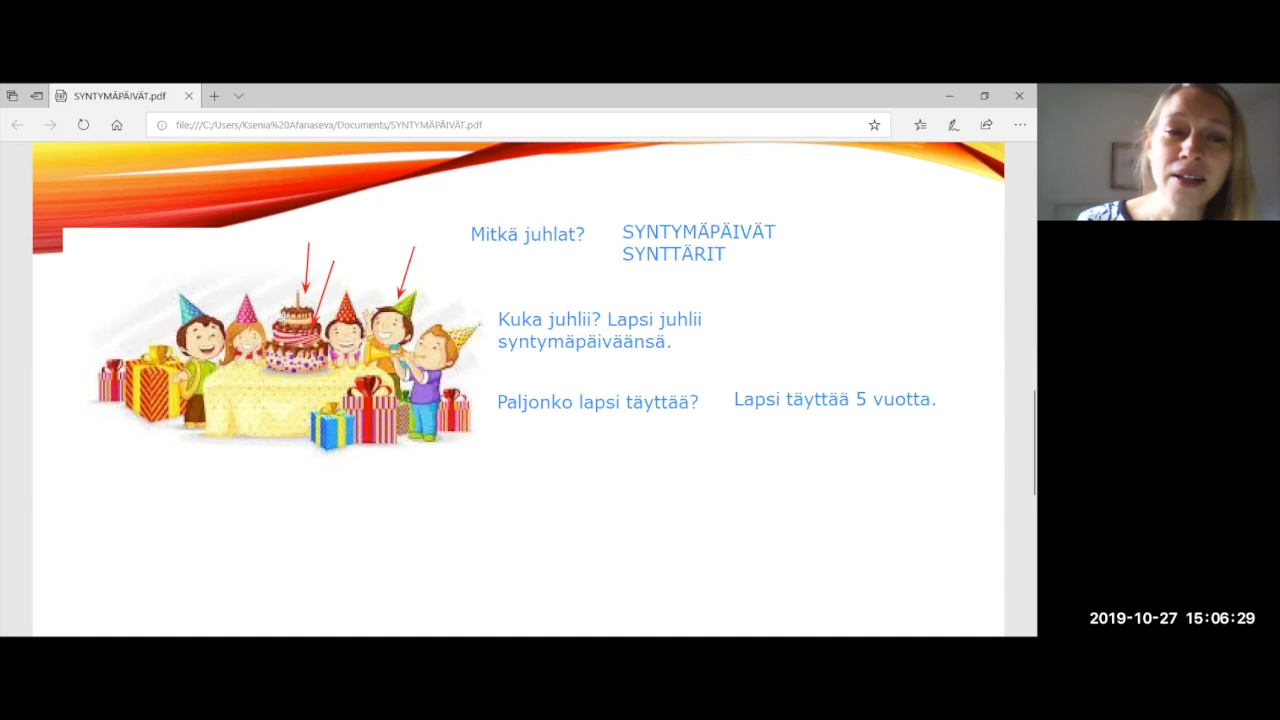 SYNTYMÄPÄIVÄT.pdf
file:///C:/Users/Ksenia%20Afanaseva/Documents/SYNTYMÄPÄIVÄT.pdf
Mitkä juhlat?
SYNTYMÄPÄIVÄT
SYNTTÄRIT
Kuka juhlii? Lapsi juhlii
syntymäpäiväänsä.
Paljonko lapsi täyttää?
Lapsi täyttää 5 vuotta.
2019-10-27 15:06:29